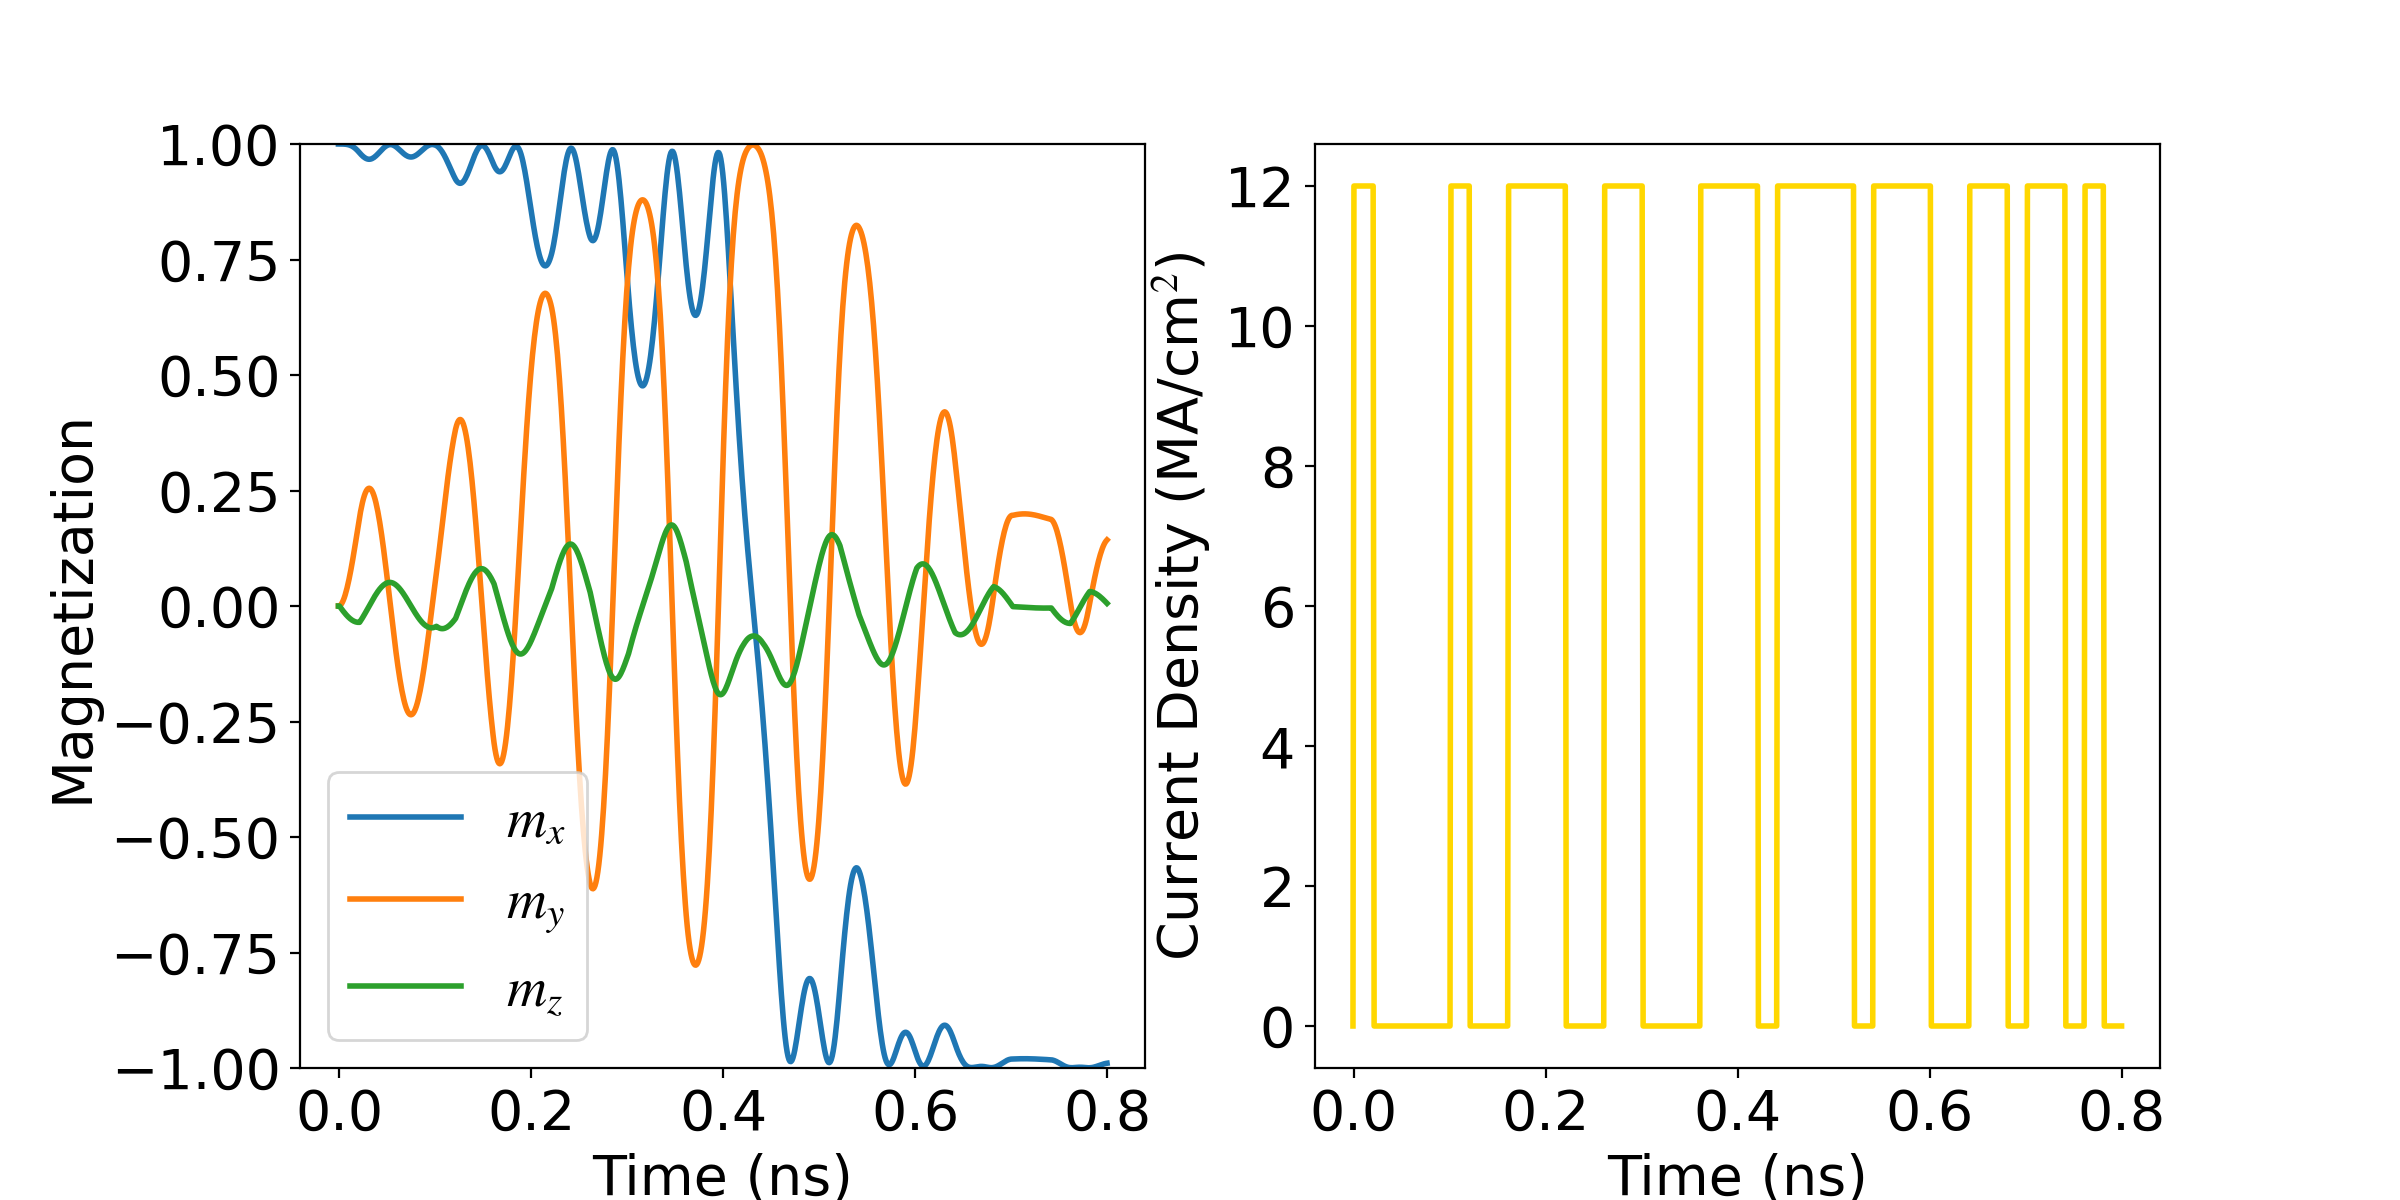 Magnetization
1.00
0.75
0.50
0.25
0.00
−0.25
−0.50
−0.75
−1.00
m_x
m_y
m_z
0.0 0.2 0.4 0.6 0.8
Time (ns)
Current Density (MA/cm²)
12
10
8
6
4
2
0
0.0 0.2 0.4 0.6 0.8
Time (ns)